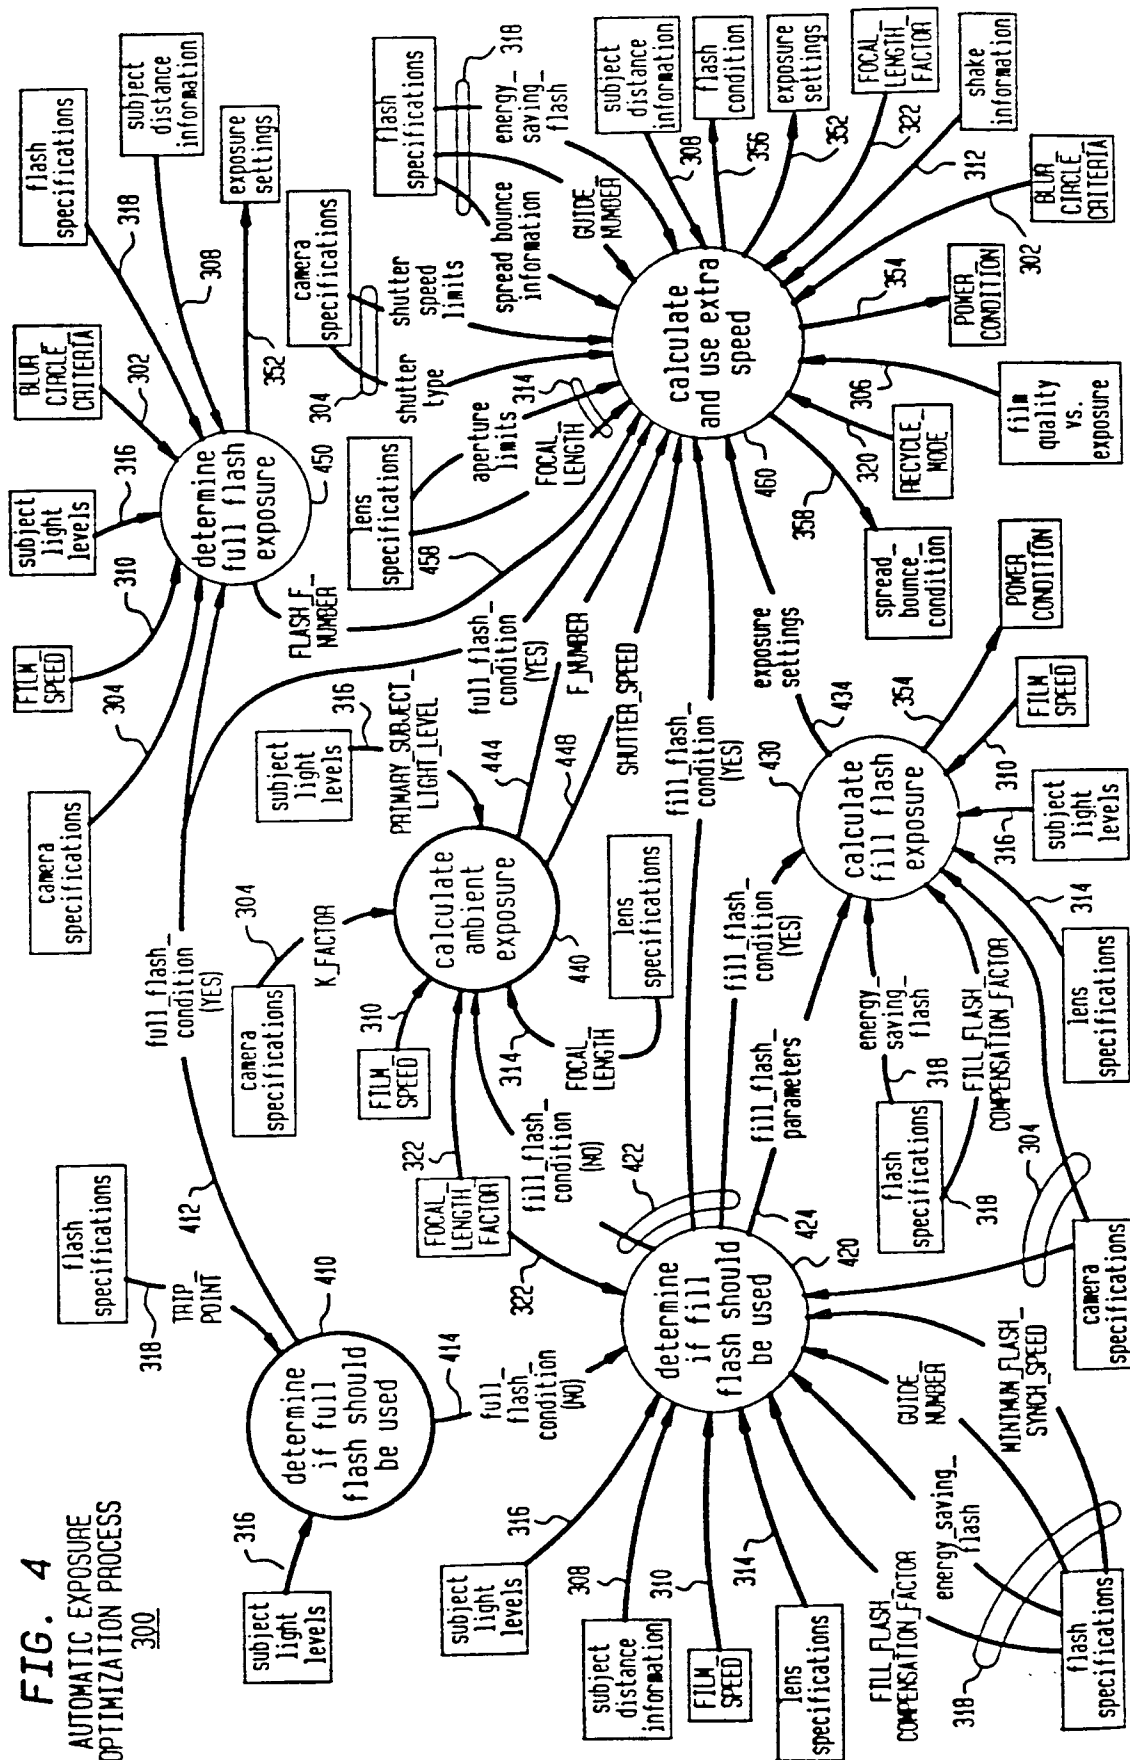 FIG. 4
AUTOMATIC EXPOSURE
OPTIMIZATION PROCESS
300
subject
light
levels
316
flash
specifications
318
TRIP_
POINT
determine
if full
flash should
be used
410
412
full_flash_
condition
(YES)
414
full_
flash_
condition
(NO)
camera
specifications
304
FILM_
SPEED
310
subject
light
levels
316
BLUR_
CIRCLE_
CRITERIA
302
flash
specifications
318
subject
distance
information
308
exposure
settings
352
determine
full flash
exposure
450
FLASH_F_
NUMBER
458
camera
specifications
304
K_FACTOR
FILM_
SPEED
310
FOCAL_
LENGTH_
FACTOR
322
322
fill_flash_
condition
(NO)
314
FOCAL_
LENGTH
lens
specifications
subject
light
levels
316
PRIMARY_SUBJECT_
LIGHT_LEVEL
calculate
ambient
exposure
440
444
F_NUMBER
448
SHUTTER_SPEED
full_flash_
condition
(YES)
lens
specifications
aperture
limits
FOCAL_
LENGTH
314
camera
specifications
304
shutter
type
shutter
speed
limits
flash
specifications
318
spread bounce
information
GUIDE_
NUMBER
energy_
saving_
flash
subject
distance
information
308
flash
condition
356
exposure
settings
352
FOCAL_
LENGTH_
FACTOR
322
shake
information
312
BLUR_
CIRCLE_
CRITERIA
302
POWER_
CONDITION
354
film
quality
vs.
exposure
306
RECYCLE_
MODE
320
spread_
bounce_
condition
358
calculate
and use extra
speed
460
subject
light
levels
316
subject
distance
information
308
FILM_
SPEED
310
lens
specifications
314
FILL_FLASH_
COMPENSATION_FACTOR
energy_saving_
flash
GUIDE_
NUMBER
MINIMUM_FLASH_
SYNCH_SPEED
318
flash
specifications
determine
if fill
flash should
be used
420
422
424
fill_flash_
condition
(YES)
fill_flash_
condition
(YES)
fill_flash_
parameters
camera
specifications
304
flash
specifications
318
energy_
saving_
flash
318
FILL_FLASH_
COMPENSATION_FACTOR
lens
specifications
314
subject
light
levels
316
FILM_
SPEED
310
POWER_
CONDITION
354
calculate
fill flash
exposure
430
434
exposure
settings